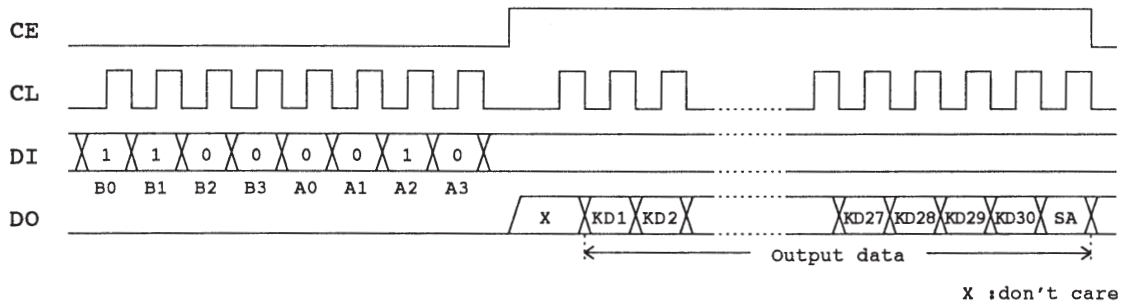 CE
CL
DI 1 1 0 0 0 0 1 0
B0 B1 B2 B3 A0 A1 A2 A3
DO X KD1 KD2 KD27 KD28 KD29 KD30 SA
Output data
X :don't care